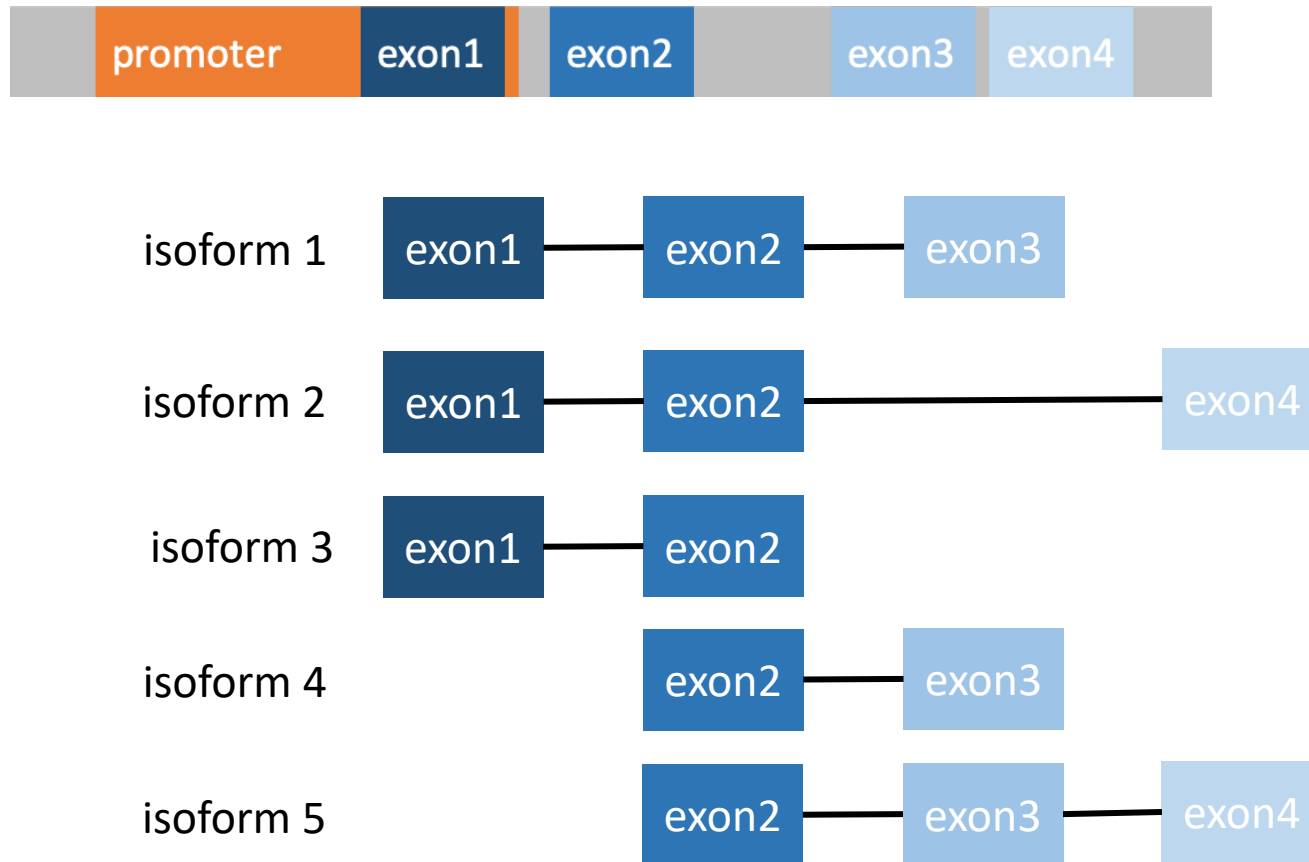 promoter exon1 exon2 exon3 exon4
isoform 1 exon1 exon2 exon3
isoform 2 exon1 exon2 exon4
isoform 3 exon1 exon2
isoform 4 exon2 exon3
isoform 5 exon2 exon3 exon4